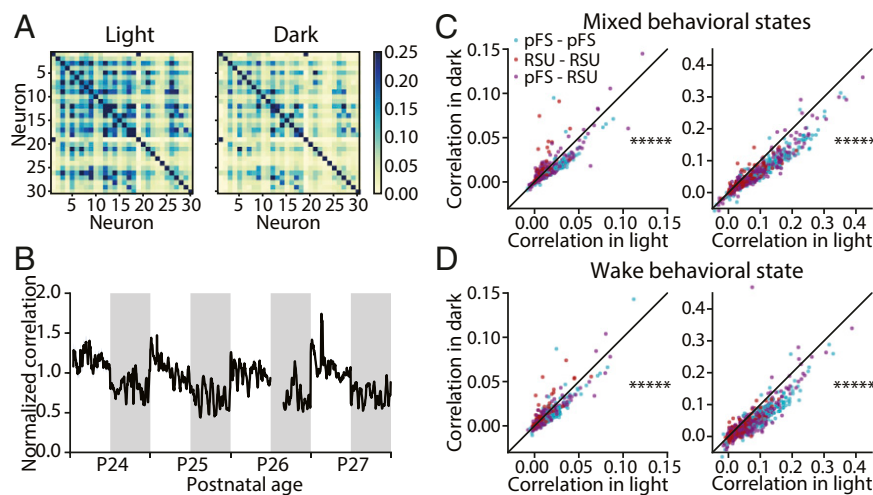 A
Light
Dark
Neuron
5
10
15
20
25
30
5 10 15 20 25 30
Neuron
5 10 15 20 25 30
Neuron
0.25
0.20
0.15
0.10
0.05
0.00
B
Normalized correlation
2.0
1.5
1.0
0.5
0.0
P24 P25 P26 P27
Postnatal age
C
Mixed behavioral states
Correlation in dark
0.15
0.10
0.05
0.00
pFS - pFS
RSU - RSU
pFS - RSU
*****
0.00 0.05 0.10 0.15
Correlation in light
0.4
0.3
0.2
0.1
0.0
*****
0.0 0.1 0.2 0.3 0.4
Correlation in light
D
Wake behavioral state
Correlation in dark
0.15
0.10
0.05
0.00
*****
0.00 0.05 0.10 0.15
Correlation in light
0.4
0.3
0.2
0.1
0.0
*****
0.0 0.1 0.2 0.3 0.4
Correlation in light